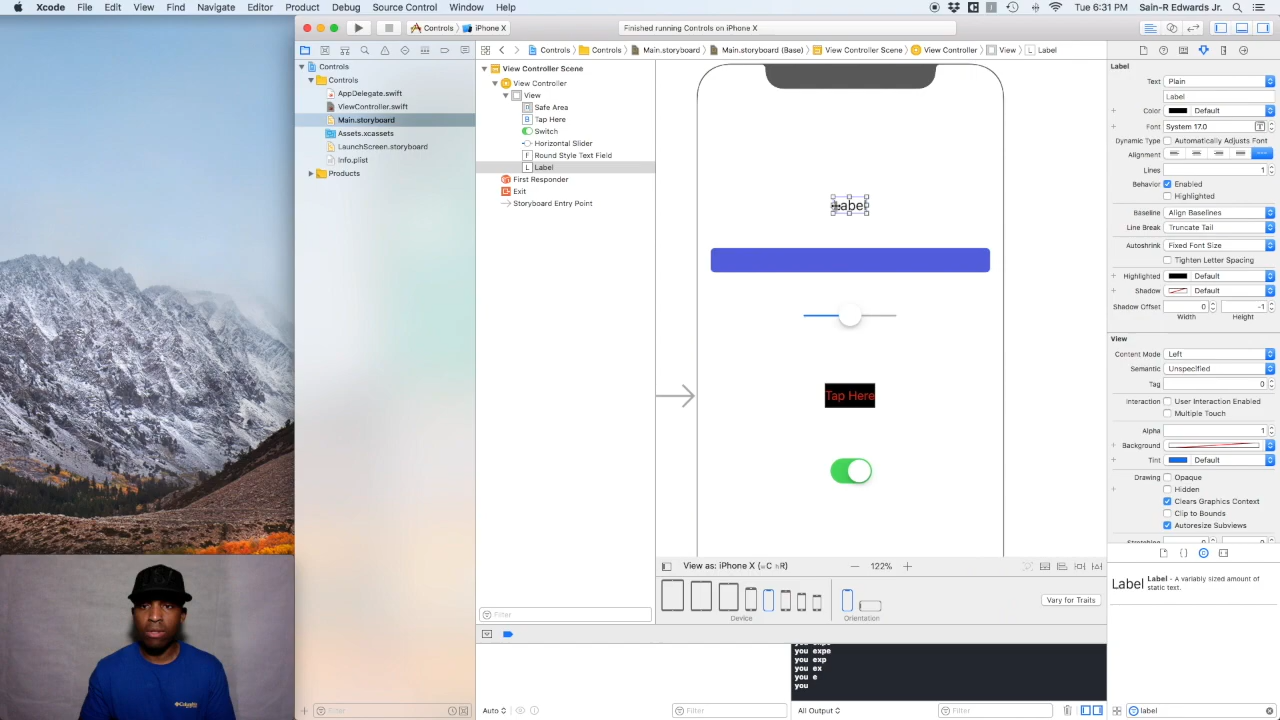 Xcode File Edit View Find Navigate Editor Product Debug Source Control Window Help
Tue 6:31 PM Sain-R Edwards Jr.
Controls iPhone X
Finished running Controls on iPhone X
Controls Controls Main.storyboard Main.storyboard (Base) View Controller Scene View Controller View Label
Controls
Controls
AppDelegate.swift
ViewController.swift
Main.storyboard
Assets.xcassets
LaunchScreen.storyboard
Info.plist
Products
View Controller Scene
View Controller
View
Safe Area
B Tap Here
Switch
Horizontal Slider
F Round Style Text Field
L Label
First Responder
Exit
Storyboard Entry Point
Label
Tap Here
Label
Text Plain
Label
Color Default
Font System 17.0
Dynamic Type Automatically Adjusts Font
Alignment
Lines 1
Behavior Enabled
Highlighted
Baseline Align Baselines
Line Break Truncate Tail
Autoshrink Fixed Font Size
Tighten Letter Spacing
Highlighted Default
Shadow Default
Shadow Offset 0 -1
Width Height
View
Content Mode Left
Semantic Unspecified
Tag 0
Interaction User Interaction Enabled
Multiple Touch
Alpha 1
Background
Tint Default
Drawing Opaque
Hidden
Clears Graphics Context
Clip to Bounds
Autoresize Subviews
Label Label - A variably sized amount of
static text.
Filter
View as: iPhone X (wC hR)
122%
Device
Orientation
Vary for Traits
you expe
you exp
you ex
you e
you
Filter
Auto
Filter
All Output
Filter
label
Columbia